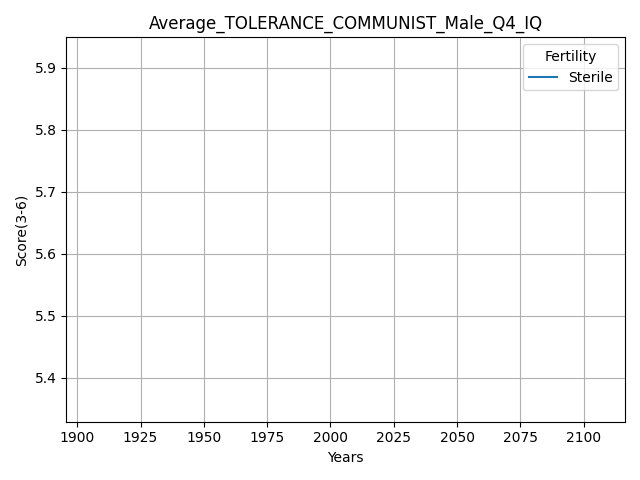 Average_TOLERANCE_COMMUNIST_Male_Q4_IQ
Fertility
Sterile
Score(3-6)
5.9
5.8
5.7
5.6
5.5
5.4
1900 1925 1950 1975 2000 2025 2050 2075 2100
Years